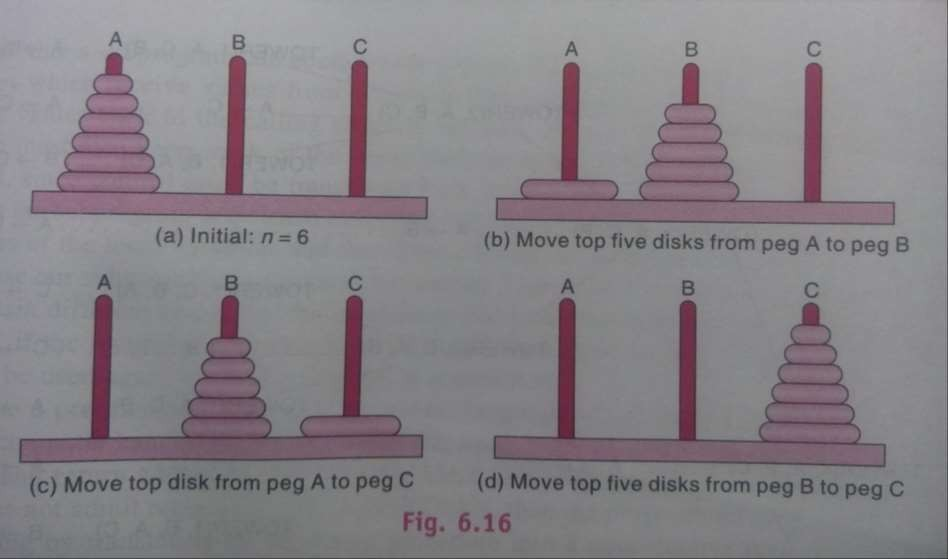 A B C
A B C
(a) Initial: n = 6
(b) Move top five disks from peg A to peg B
A B C
A B C
(c) Move top disk from peg A to peg C
(d) Move top five disks from peg B to peg C
Fig. 6.16